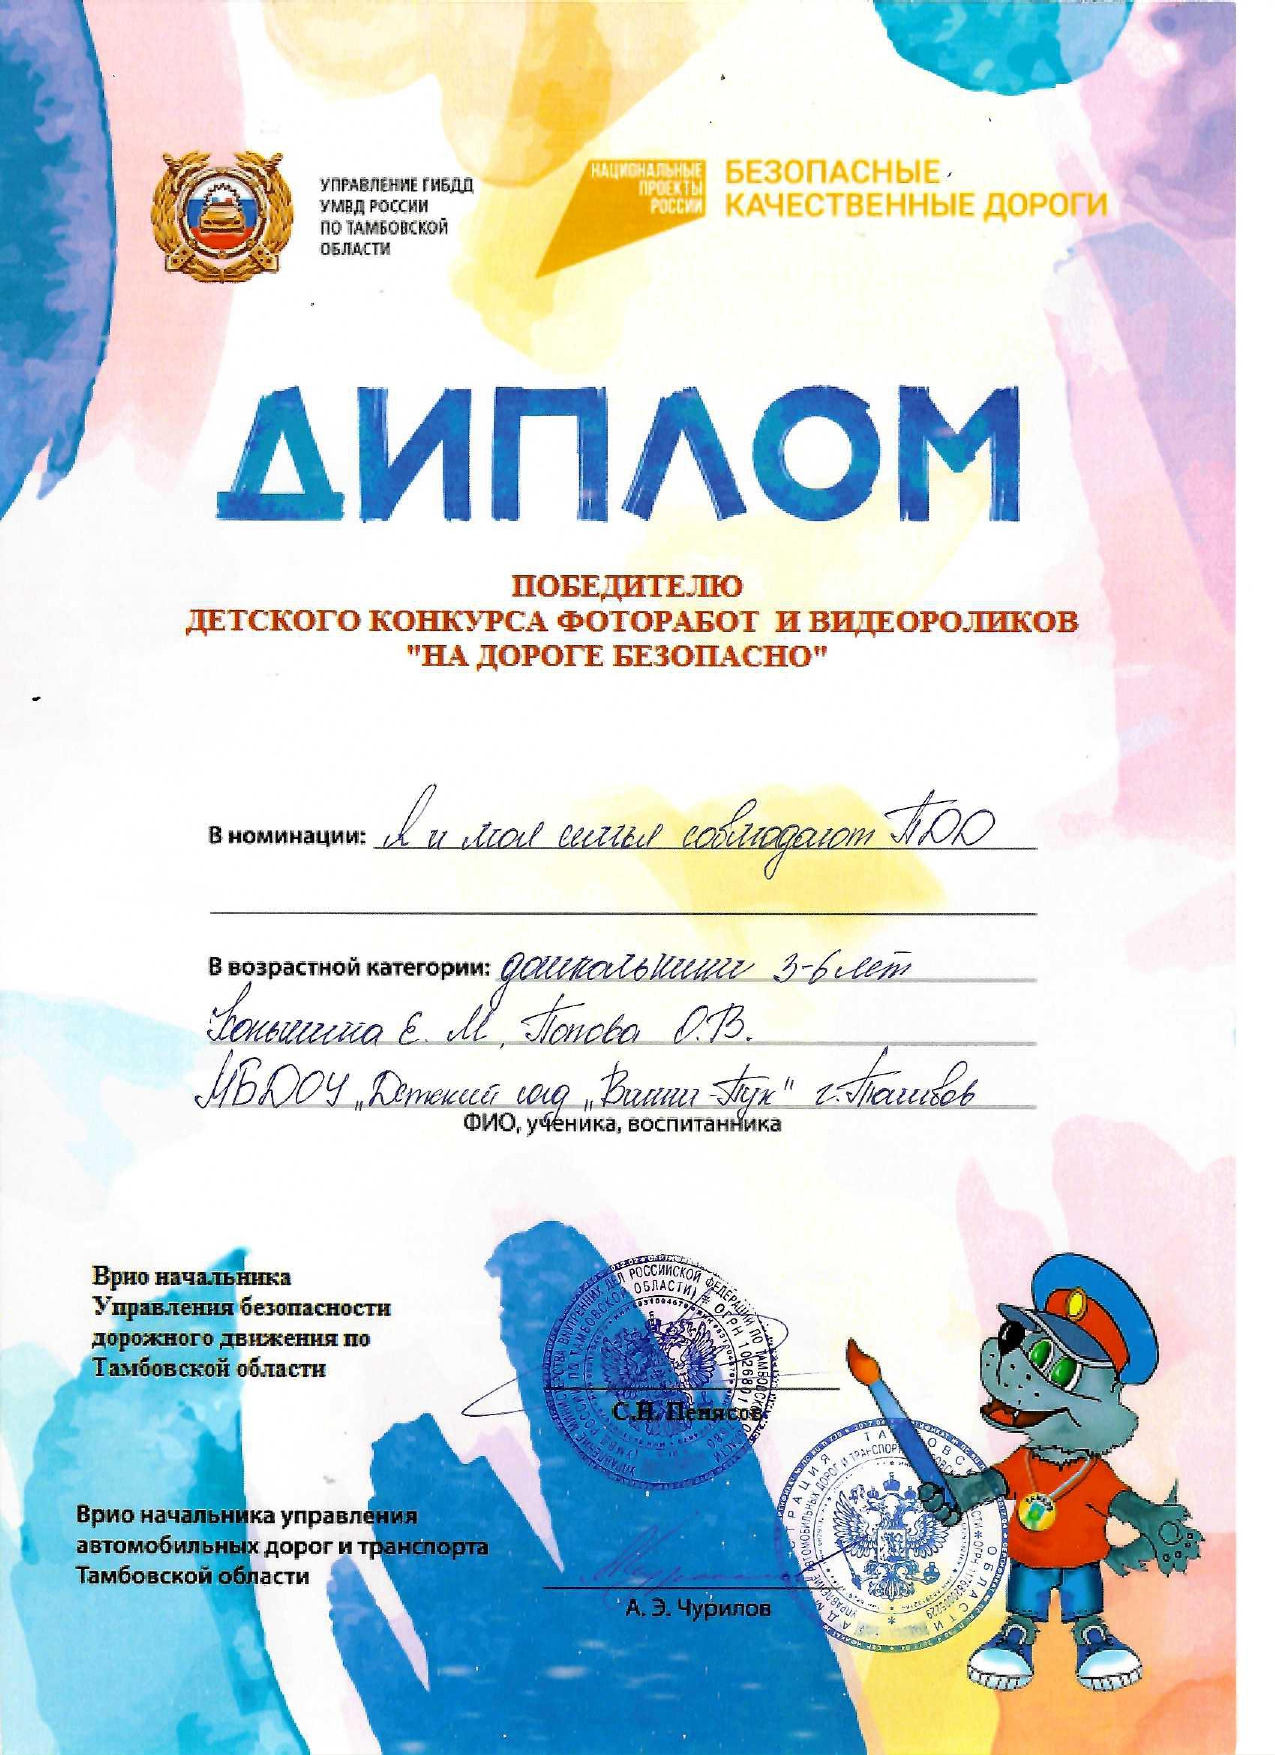 УПРАВЛЕНИЕ ГИБДД
УМВД РОССИИ
ПО ТАМБОВСКОЙ
ОБЛАСТИ
НАЦИОНАЛЬНЫЕ
ПРОЕКТЫ
РОССИИ
БЕЗОПАСНЫЕ
КАЧЕСТВЕННЫЕ ДОРОГИ
ДИПЛОМ
ПОБЕДИТЕЛЮ
ДЕТСКОГО КОНКУРСА ФОТОРАБОТ И ВИДЕОРОЛИКОВ
"НА ДОРОГЕ БЕЗОПАСНО"
В номинации: Я и моя семья соблюдают ПДД
В возрастной категории: дошкольники 3-6 лет
Е. М, Попова О.В.
МБДОУ „Детский сад „Винни-Пух" г. Тамбов
ФИО, ученика, воспитанника
Врио начальника
Управления безопасности
дорожного движения по
Тамбовской области
С.Н. Пенясов
Врио начальника управления
автомобильных дорог и транспорта
Тамбовской области
А. Э. Чурилов